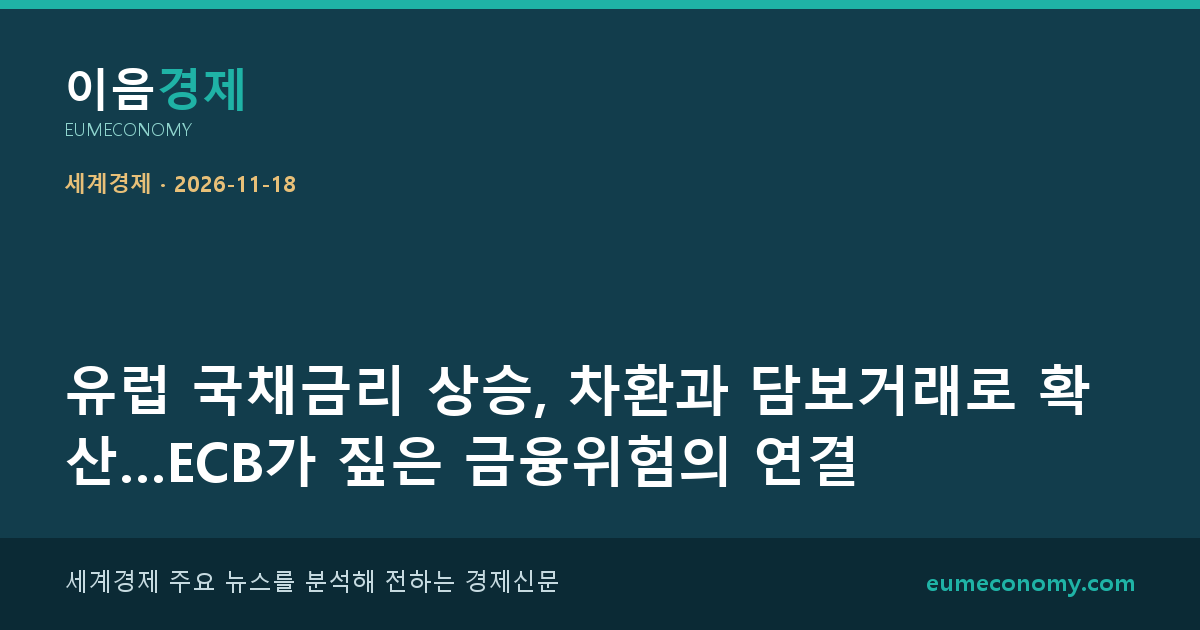 이음경제
EUMECONOMY
세계경제 · 2026-11-18
유럽 국채금리 상승, 차환과 담보거래로 확
산...ECB가 짚은 금융위험의 연결
세계경제 주요 뉴스를 분석해 전하는 경제신문
eumeconomy.com